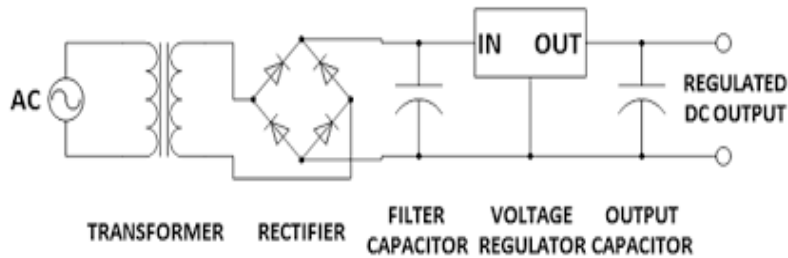 IN OUT
AC
REGULATED
DC OUTPUT
TRANSFORMER
RECTIFIER
FILTER
CAPACITOR
VOLTAGE
REGULATOR
OUTPUT
CAPACITOR